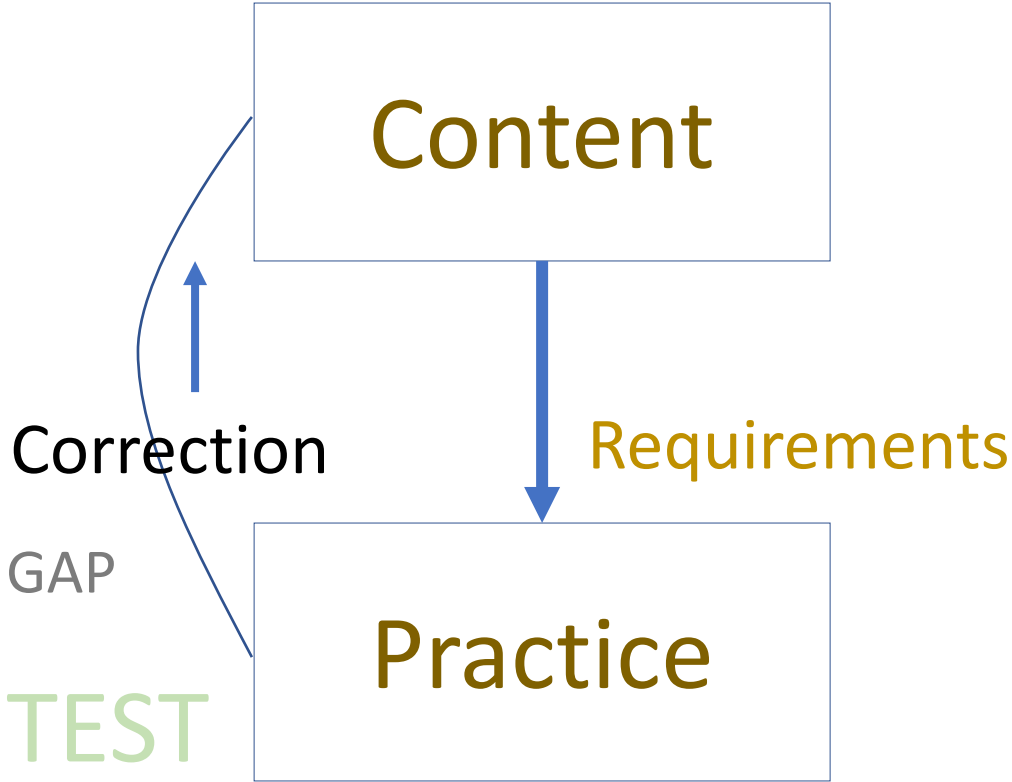 Content
Correction
Requirements
GAP
Practice
TEST